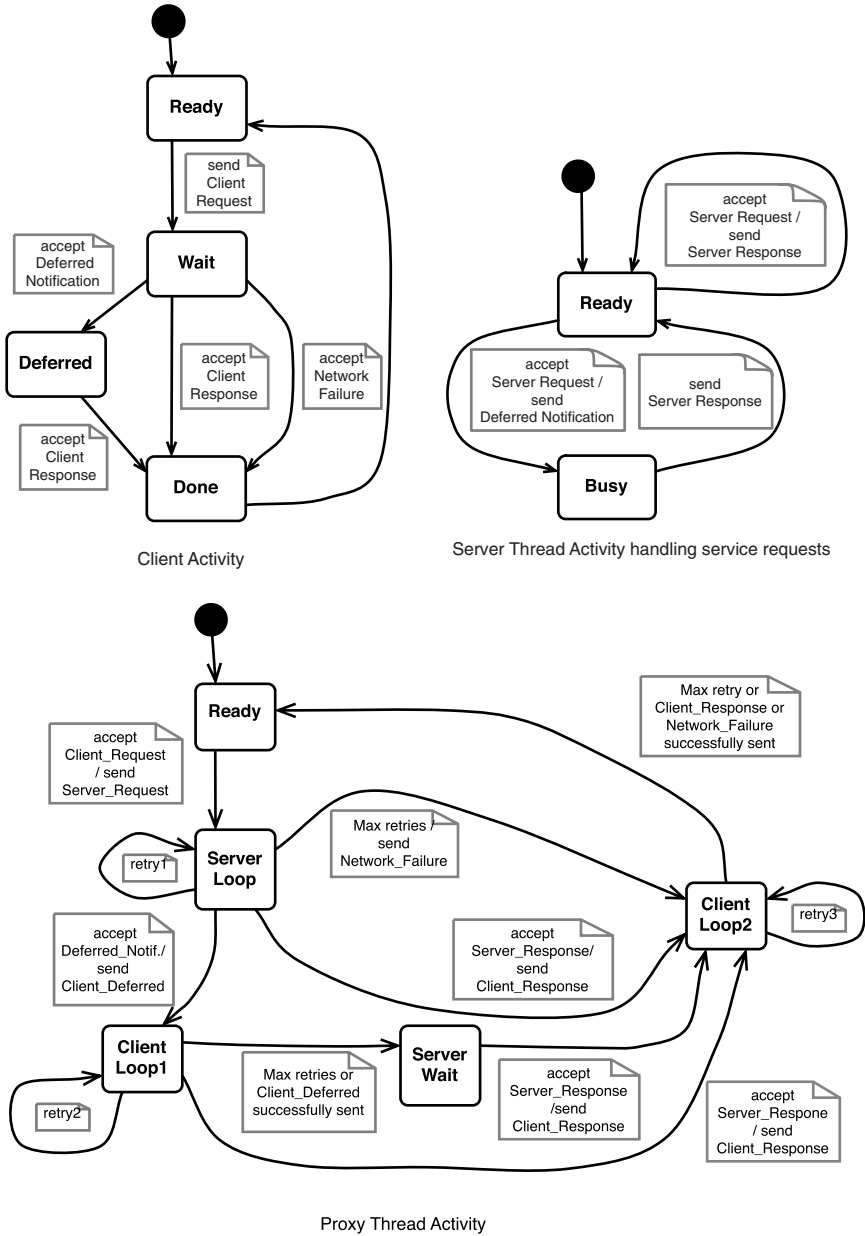 Ready
send
Client
Request
accept
Deferred
Notification
Wait
Deferred
accept
Client
Response
accept
Network
Failure
accept
Client
Response
Done
Client Activity
accept
Server Request /
send
Server Response
Ready
accept
Server Request /
send
Deferred Notification
send
Server Response
Busy
Server Thread Activity handling service requests
Ready
Max retry or
Client_Response or
Network_Failure
successfully sent
accept
Client_Request
/ send
Server_Request
Max retries /
send
Network_Failure
Server
Loop
retry1
Client
Loop2
retry3
accept
Deferred_Notif./
send
Client_Deferred
accept
Server_Response/
send
Client_Response
Client
Loop1
Server
Wait
Max retries or
Client_Deferred
successfully sent
accept
Server_Response
/send
Client_Response
retry2
accept
Server_Respone
/ send
Client_Response
Proxy Thread Activity